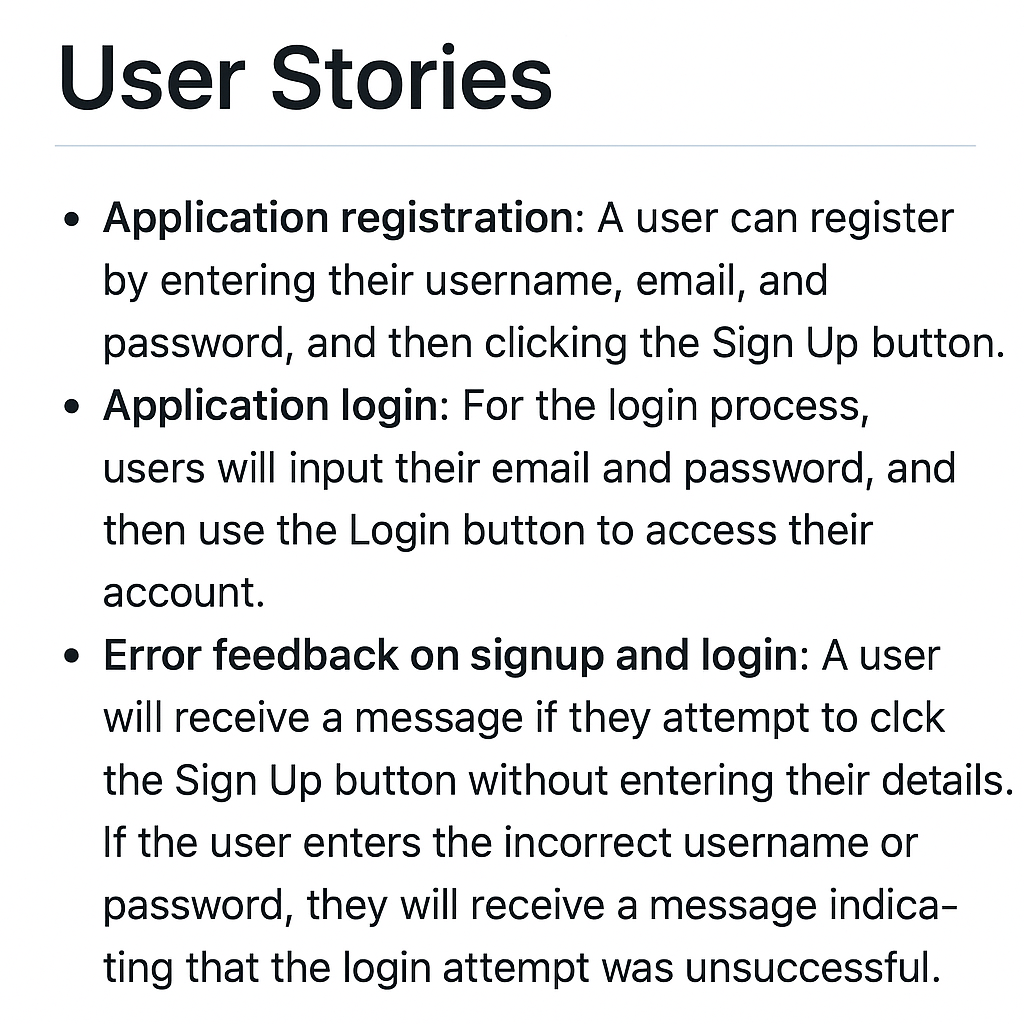 User Stories
• Application registration: A user can register
by entering their username, email, and
password, and then clicking the Sign Up button.
• Application login: For the login process,
users will input their email and password, and
then use the Login button to access their
account.
• Error feedback on signup and login: A user
will receive a message if they attempt to clck
the Sign Up button without entering their details.
If the user enters the incorrect username or
password, they will receive a message indica-
ting that the login attempt was unsuccessful.